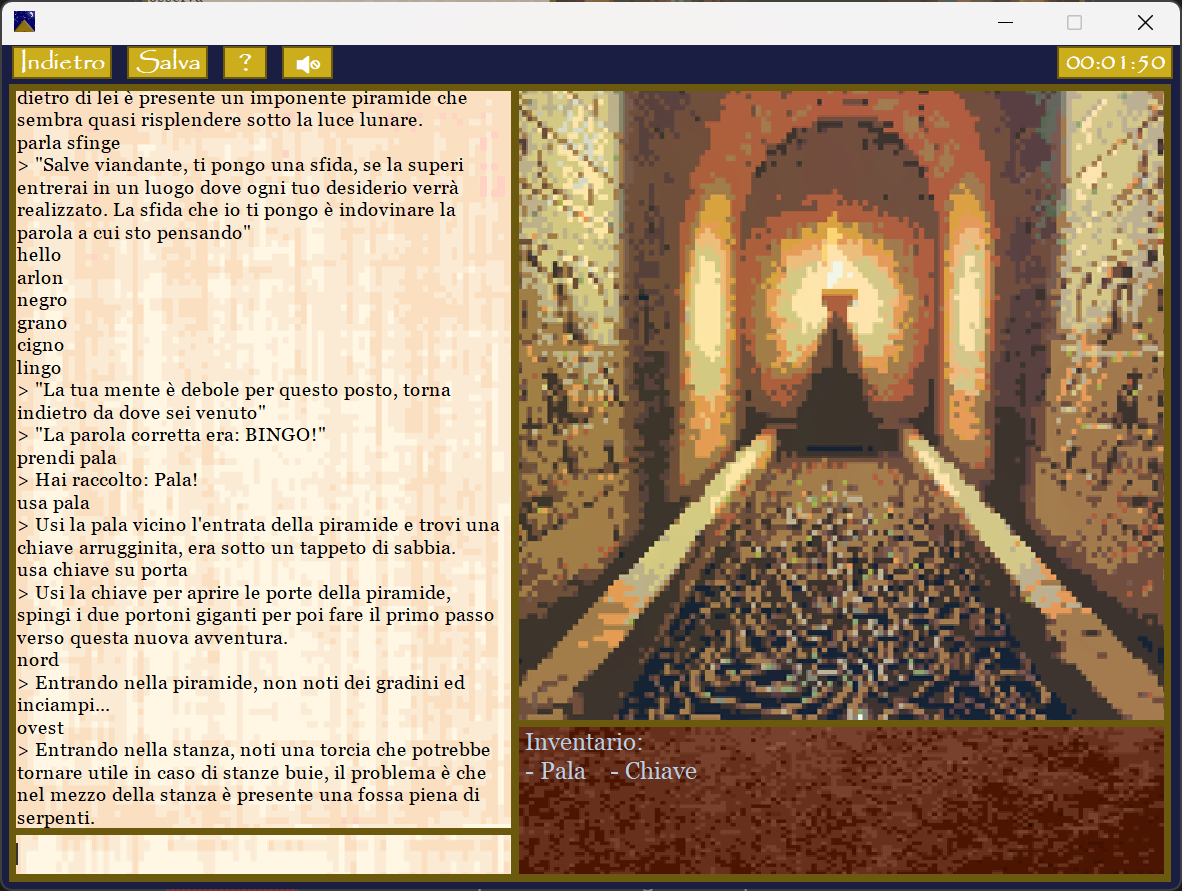 Indietro
Salva
?
00:01:50
dietro di lei è presente un imponente piramide che
sembra quasi risplendere sotto la luce lunare.
parla sfinge
> "Salve viandante, ti pongo una sfida, se la superi
entrerai in un luogo dove ogni tuo desiderio verrà
realizzato. La sfida che io ti pongo è indovinare la
parola a cui sto pensando"
hello
arlon
negro
grano
cigno
lingo
> "La tua mente è debole per questo posto, torna
indietro da dove sei venuto"
> "La parola corretta era: BINGO!"
prendi pala
> Hai raccolto: Pala!
usa pala
> Usi la pala vicino l'entrata della piramide e trovi una
chiave arrugginita, era sotto un tappeto di sabbia.
usa chiave su porta
> Usi la chiave per aprire le porte della piramide,
spingi i due portoni giganti per poi fare il primo passo
verso questa nuova avventura.
nord
> Entrando nella piramide, non noti dei gradini ed
inciampi...
ovest
> Entrando nella stanza, noti una torcia che potrebbe
tornare utile in caso di stanze buie, il problema è che
nel mezzo della stanza è presente una fossa piena di
serpenti.
Inventario:
- Pala - Chiave